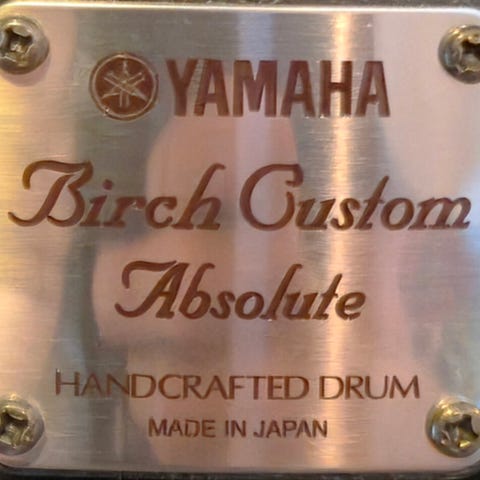 YAMAHA
Birch Custom
Absolute
HANDCRAFTED DRUM
MADE IN JAPAN